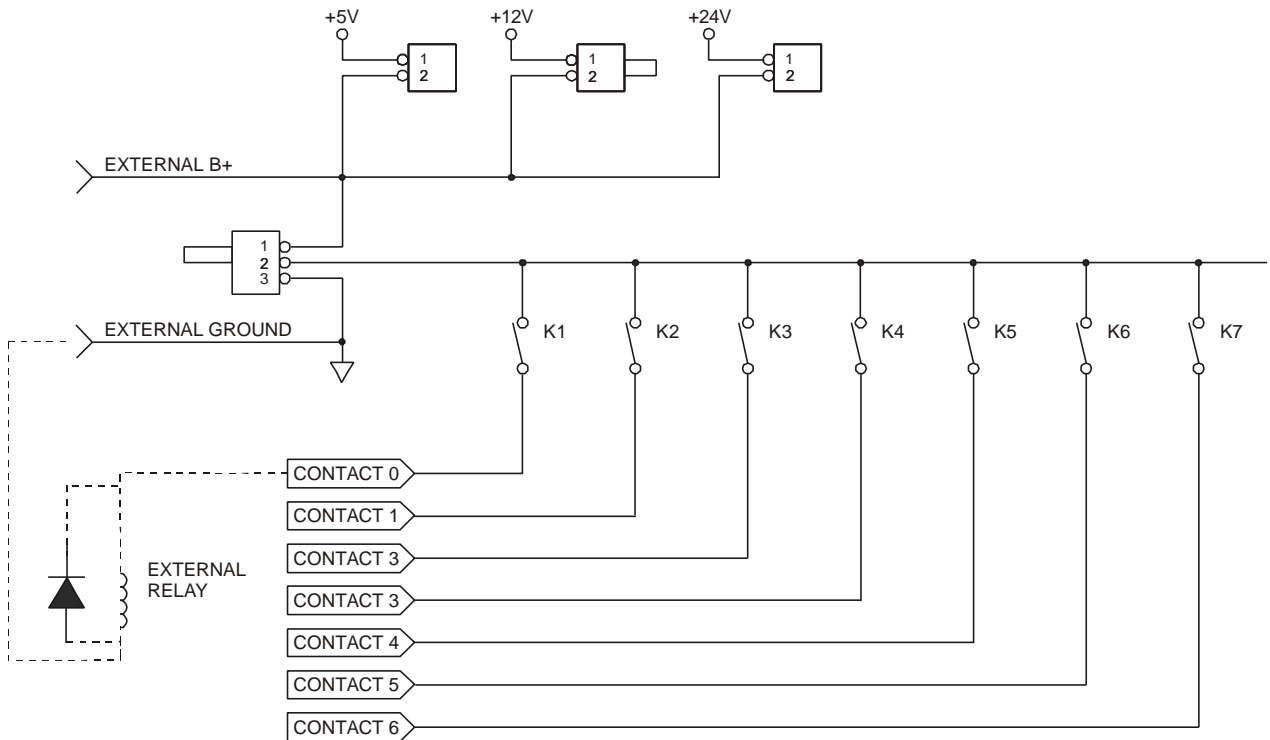 +5V
+12V
+24V
1
2
1
2
1
2
EXTERNAL B+
1
2
3
EXTERNAL GROUND
K1
K2
K3
K4
K5
K6
K7
CONTACT 0
CONTACT 1
CONTACT 3
EXTERNAL
RELAY
CONTACT 3
CONTACT 4
CONTACT 5
CONTACT 6